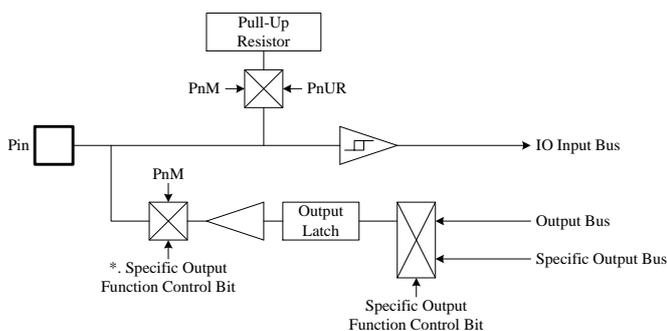 Pull-Up
Resistor
PnM
PnUR
Pin
IO Input Bus
PnM
Output
Latch
Output Bus
Specific Output Bus
*. Specific Output
Function Control Bit
Specific Output
Function Control Bit